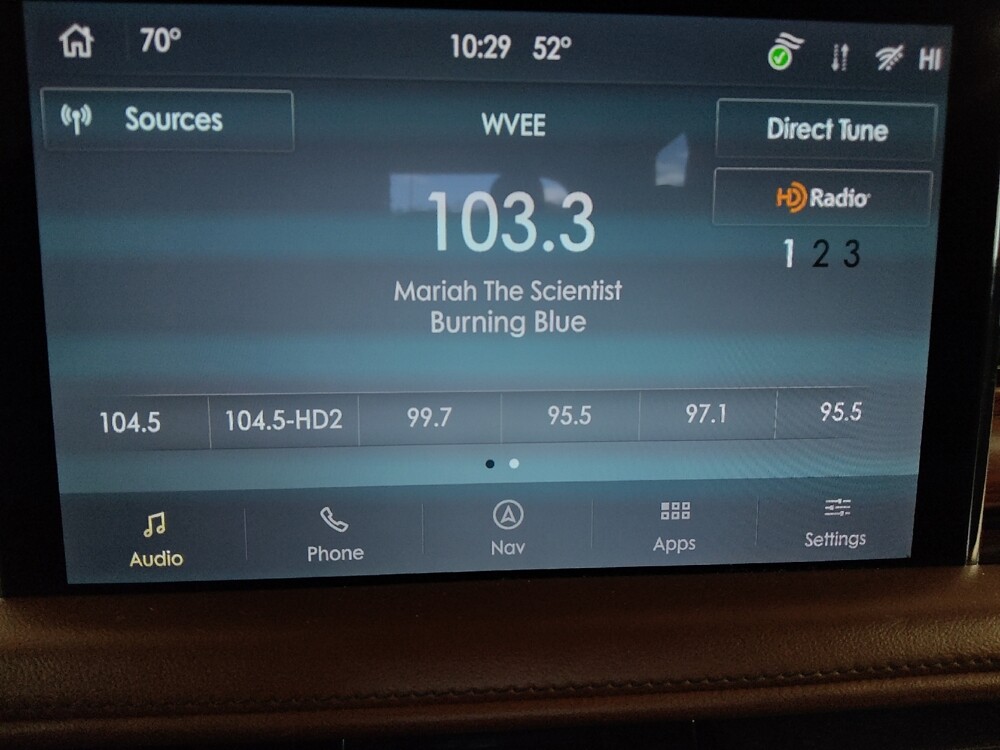 70° 10:29 52° HI
Sources WVEE Direct Tune
HD Radio
103.3
1 2 3
Mariah The Scientist
Burning Blue
104.5 104.5-HD2 99.7 95.5 97.1 95.5
Audio Phone Nav Apps Settings